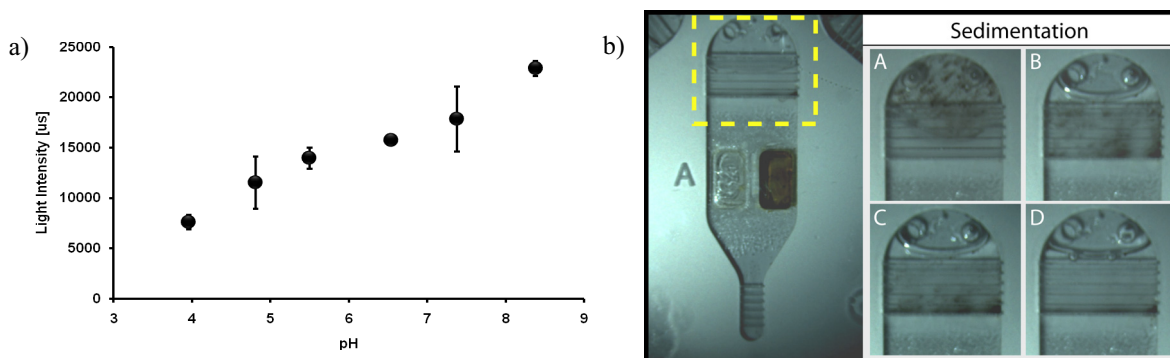 a)
25000
20000
15000
10000
5000
0
3 4 5 6 7 8 9
Light Intensity [us]
pH
b)
A
Sedimentation
A
B
C
D